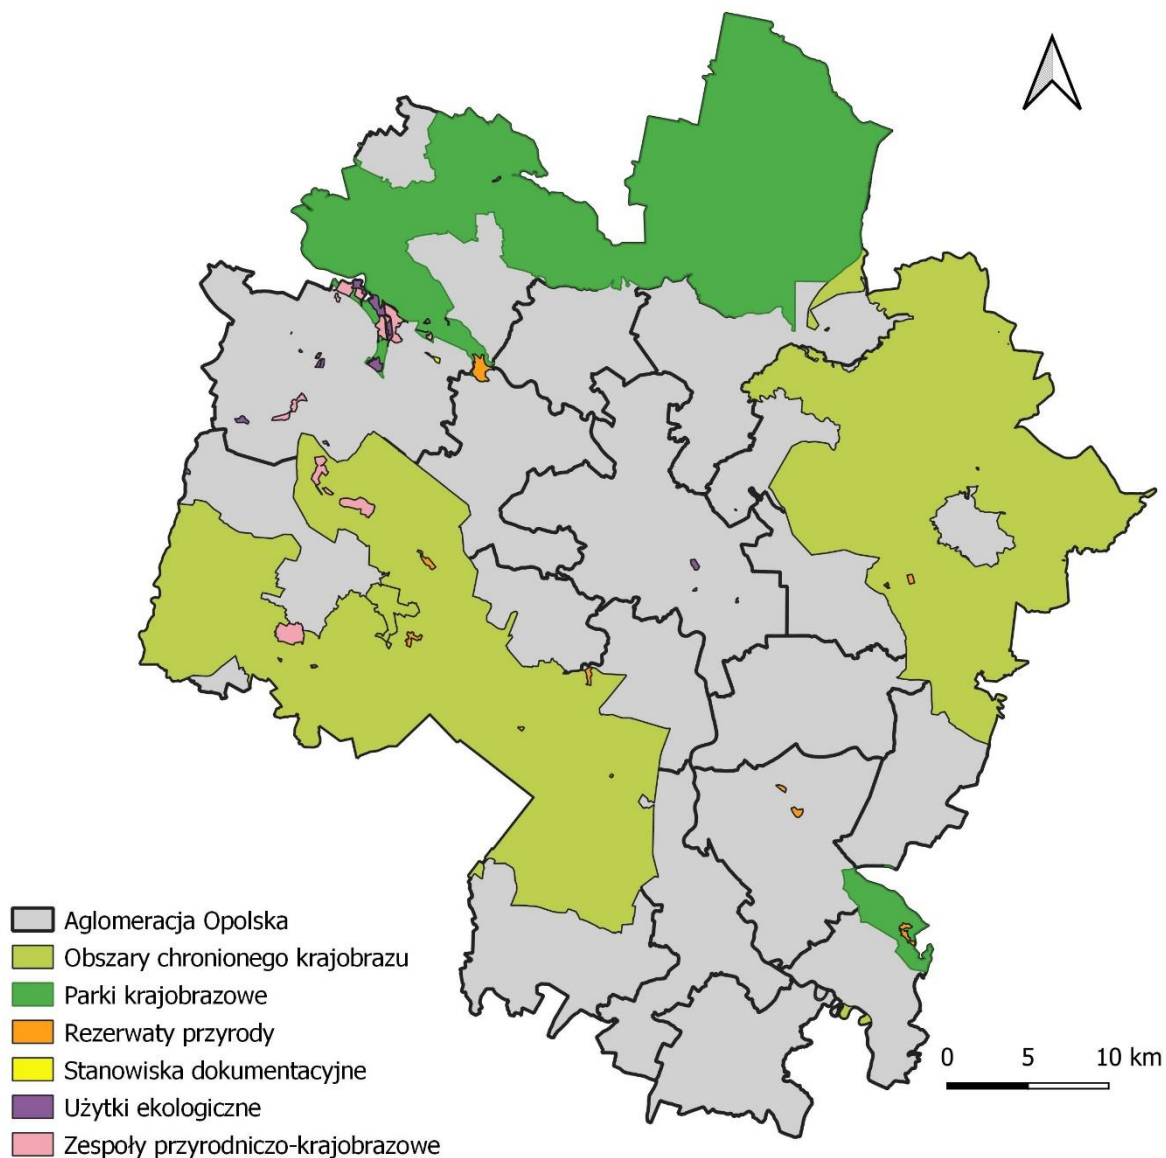 Aglomeracja Opolska
Obszary chronionego krajobrazu
Parki krajobrazowe
Rezerwaty przyrody
Stanowiska dokumentacyjne
Użytki ekologiczne
Zespoły przyrodniczo-krajobrazowe
0 5 10 km